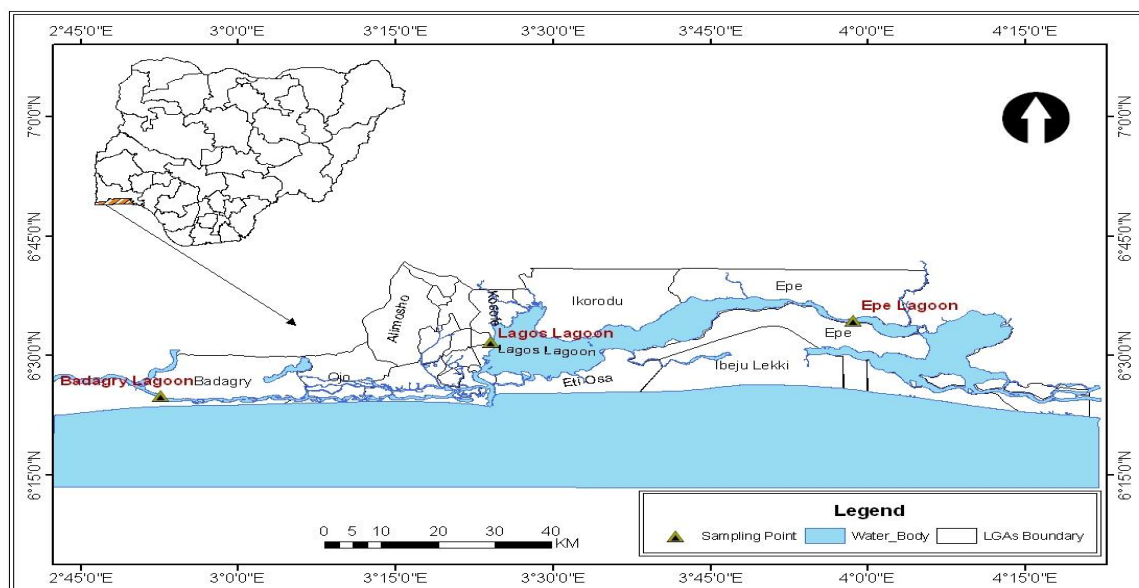 2°45'0"E 3°0'0"E 3°15'0"E 3°30'0"E 3°45'0"E 4°0'0"E 4°15'0"E
7°0'0"N 7°0'0"N
6°45'0"N 6°45'0"N
Ikorodu
Epe
Alimosho
Kosofe
Epe Lagoon
Lagos Lagoon
Epe
Lagos Lagoon
6°30'0"N 6°30'0"N
Ibeju Lekki
Badagry Lagoon
Badagry
Ojo
Eti Osa
6°15'0"N 6°15'0"N
Legend
Sampling Point
Water_Body
LGAs Boundary
0 5 10 20 30 40
KM
2°45'0"E 3°0'0"E 3°15'0"E 3°30'0"E 3°45'0"E 4°0'0"E 4°15'0"E